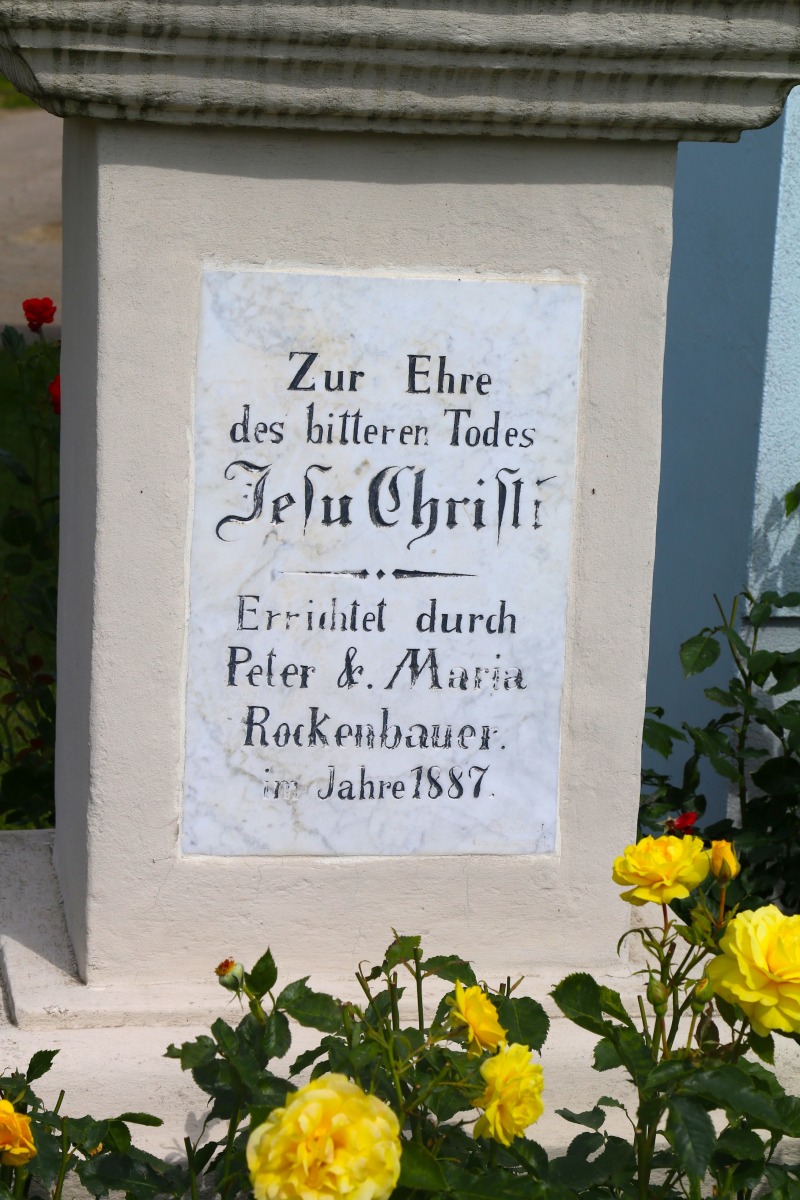 Zur Ehre
des bitteren Todes
Jesu Christi
Errichtet durch
Peter &. Maria
Rockenbauer.
im Jahre 1887.